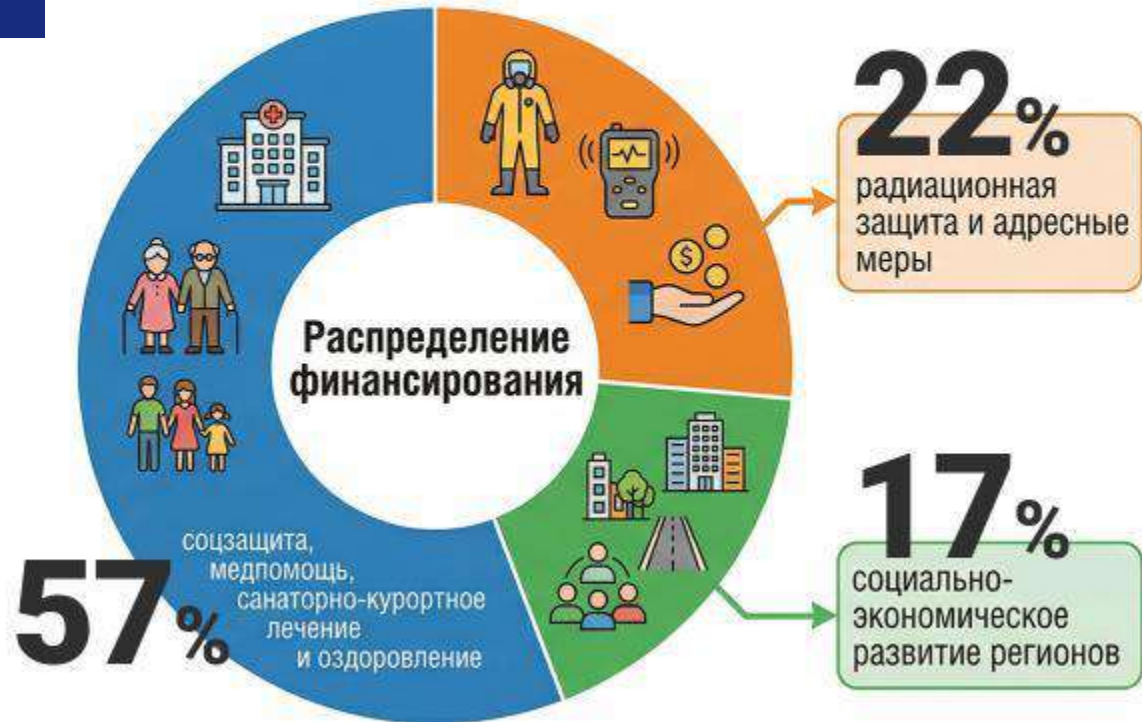 Распределение
финансирования
22%
радиационная
защита и адресные
меры
17%
социально-
экономическое
развитие регионов
57%
соцзащита,
медпомощь,
санаторно-курортное
лечение
и оздоровление
$